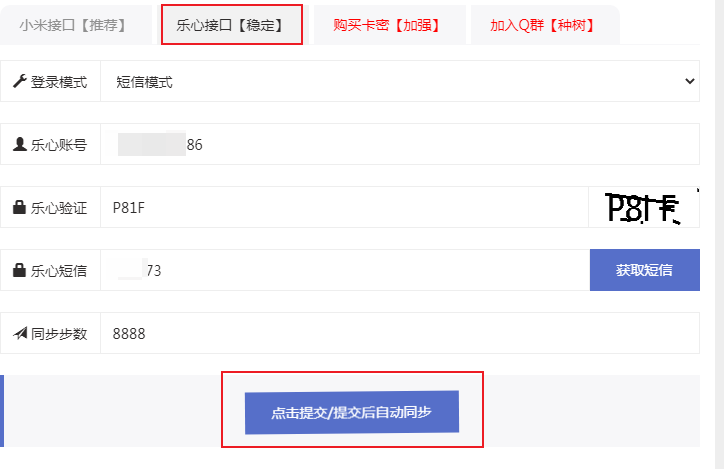 小米接口【推荐】 乐心接口【稳定】 购买卡密【加强】 加入Q群【种树】
登录模式 短信模式
乐心账号 86
乐心验证 P81F P81F
乐心短信 73 获取短信
同步步数 8888
点击提交/提交后自动同步